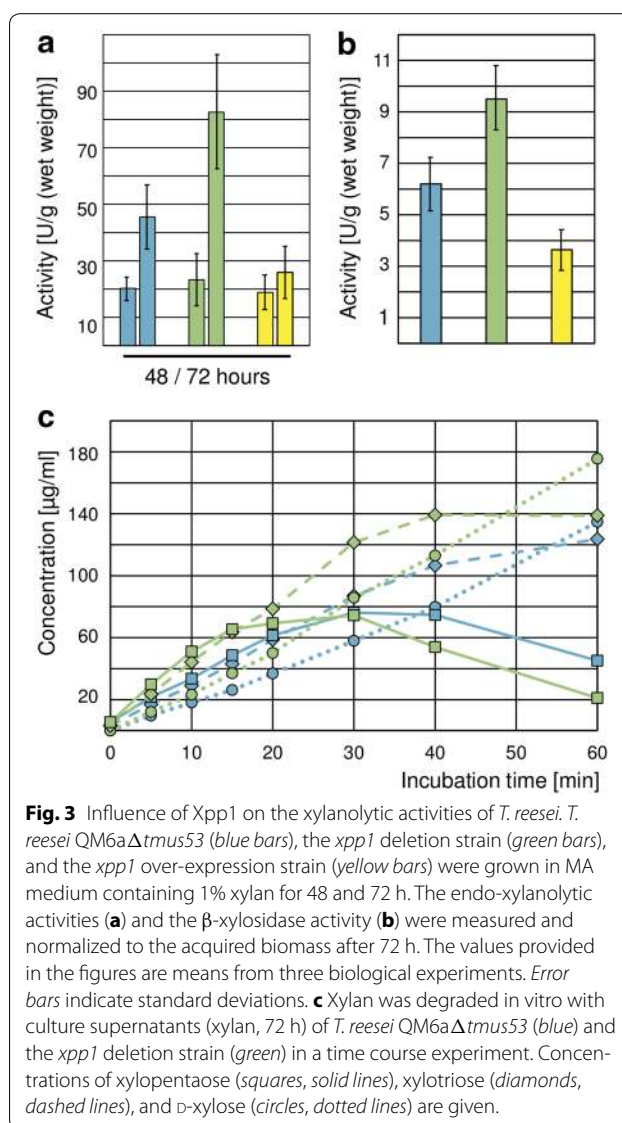 a
b
Activity [U/g (wet weight)]
90
70
50
30
10
48 / 72 hours
Activity [U/g (wet weight)]
11
9
7
5
3
1
c
Concentration [µg/ml]
180
140
100
60
20
0
10
20
30
40
50
60
Incubation time [min]
Fig. 3 Influence of Xpp1 on the xylanolytic activities of T. reesei. T.
reesei QM6aΔtmus53 (blue bars), the xpp1 deletion strain (green bars),
and the xpp1 over-expression strain (yellow bars) were grown in MA
medium containing 1% xylan for 48 and 72 h. The endo-xylanolytic
activities (a) and the β-xylosidase activity (b) were measured and
normalized to the acquired biomass after 72 h. The values provided
in the figures are means from three biological experiments. Error
bars indicate standard deviations. c Xylan was degraded in vitro with
culture supernatants (xylan, 72 h) of T. reesei QM6aΔtmus53 (blue) and
the xpp1 deletion strain (green) in a time course experiment. Concen-
trations of xylopentaose (squares, solid lines), xylotriose (diamonds,
dashed lines), and D-xylose (circles, dotted lines) are given.